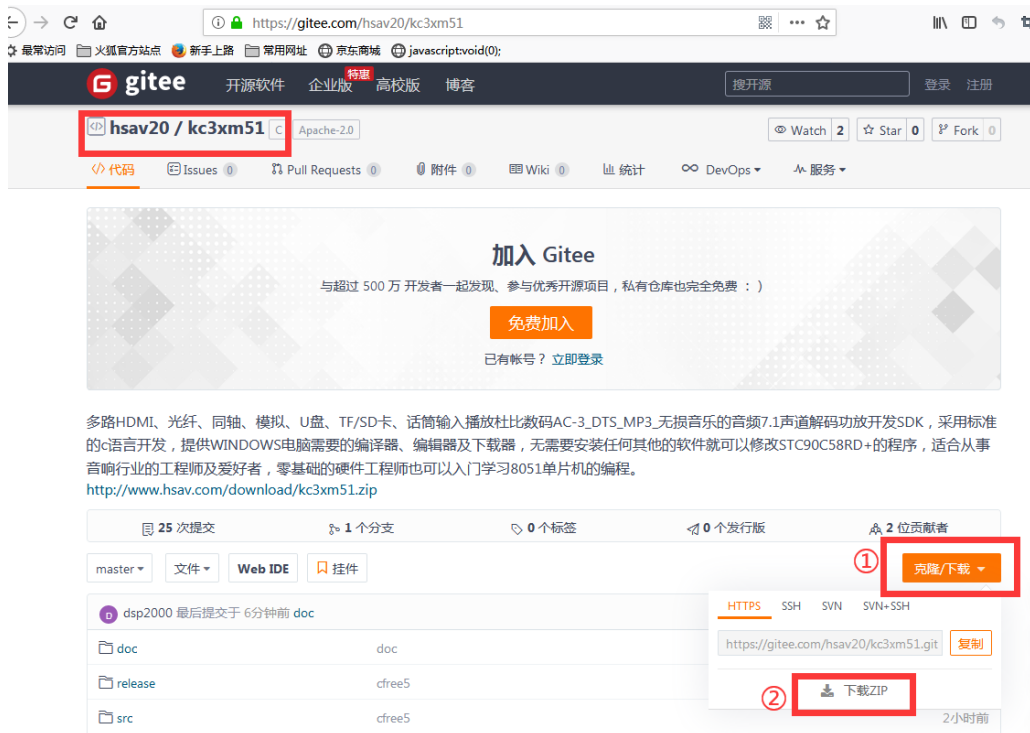 https://gitee.com/hsav20/kc3xm51
最常访问 火狐官方站点 新手上路 常用网址 京东商城 javascript:void(0);
特惠
G gitee 开源软件 企业版 高校版 博客 搜开源 登录 注册
hsav20 / kc3xm51 C Apache-2.0 Watch 2 Star 0 Fork 0
代码 Issues 0 Pull Requests 0 附件 0 Wiki 0 统计 DevOps 服务
加入 Gitee
与超过 500 万 开发者一起发现、参与优秀开源项目，私有仓库也完全免费 ：）
免费加入
已有帐号？ 立即登录
多路HDMI、光纤、同轴、模拟、U盘、TF/SD卡、话筒输入播放杜比数码AC-3_DTS_MP3_无损音乐的音频7.1声道解码功放开发SDK，采用标准
的c语言开发，提供WINDOWS电脑需要的编译器、编辑器及下载器，无需要安装任何其他的软件就可以修改STC90C58RD+的程序，适合从事
音响行业的工程师及爱好者，零基础的硬件工程师也可以入门学习8051单片机的编程。
http://www.hsav.com/download/kc3xm51.zip
25 次提交 1 个分支 0 个标签 0 个发行版 2 位贡献者
master 文件 Web IDE 挂件 ① 克隆/下载
HTTPS SSH SVN SVN+SSH
D dsp2000 最后提交于 6分钟前 doc
https://gitee.com/hsav20/kc3xm51.git 复制
doc doc
release cfree5
② 下载ZIP
src cfree5 2小时前